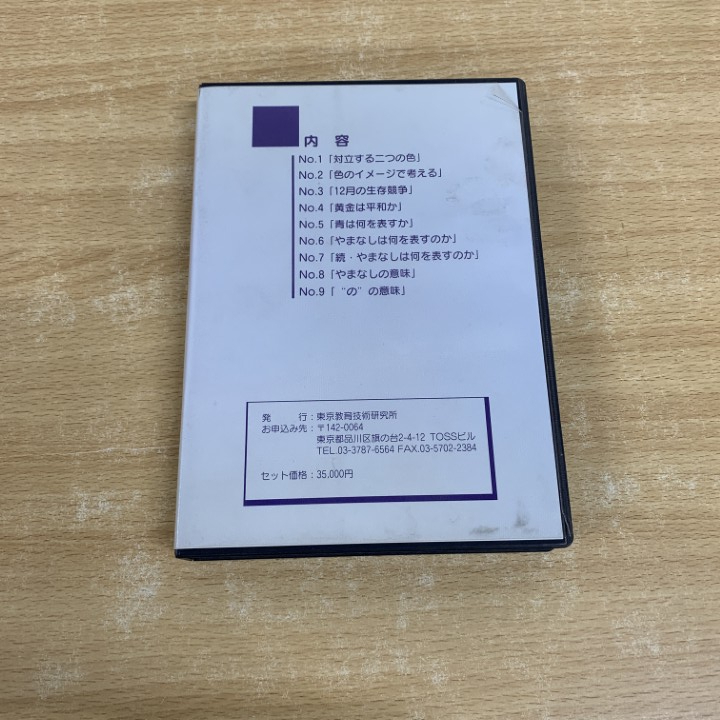 内 容
No.1「対立する二つの色」
No.2「色のイメージで考える」
No.3「12月の生存競争」
No.4「黄金は平和か」
No.5「青は何を表すか」
No.6「やまなしは何を表すのか」
No.7「続・やまなしは何を表すのか」
No.8「やまなしの意味」
No.9「“の”の意味」
発 行：東京教育技術研究所
お申込み先：〒142-0064
東京都品川区旗の台2-4-12 TOSSビル
TEL.03-3787-6564 FAX.03-5702-2384
セット価格：35.000円